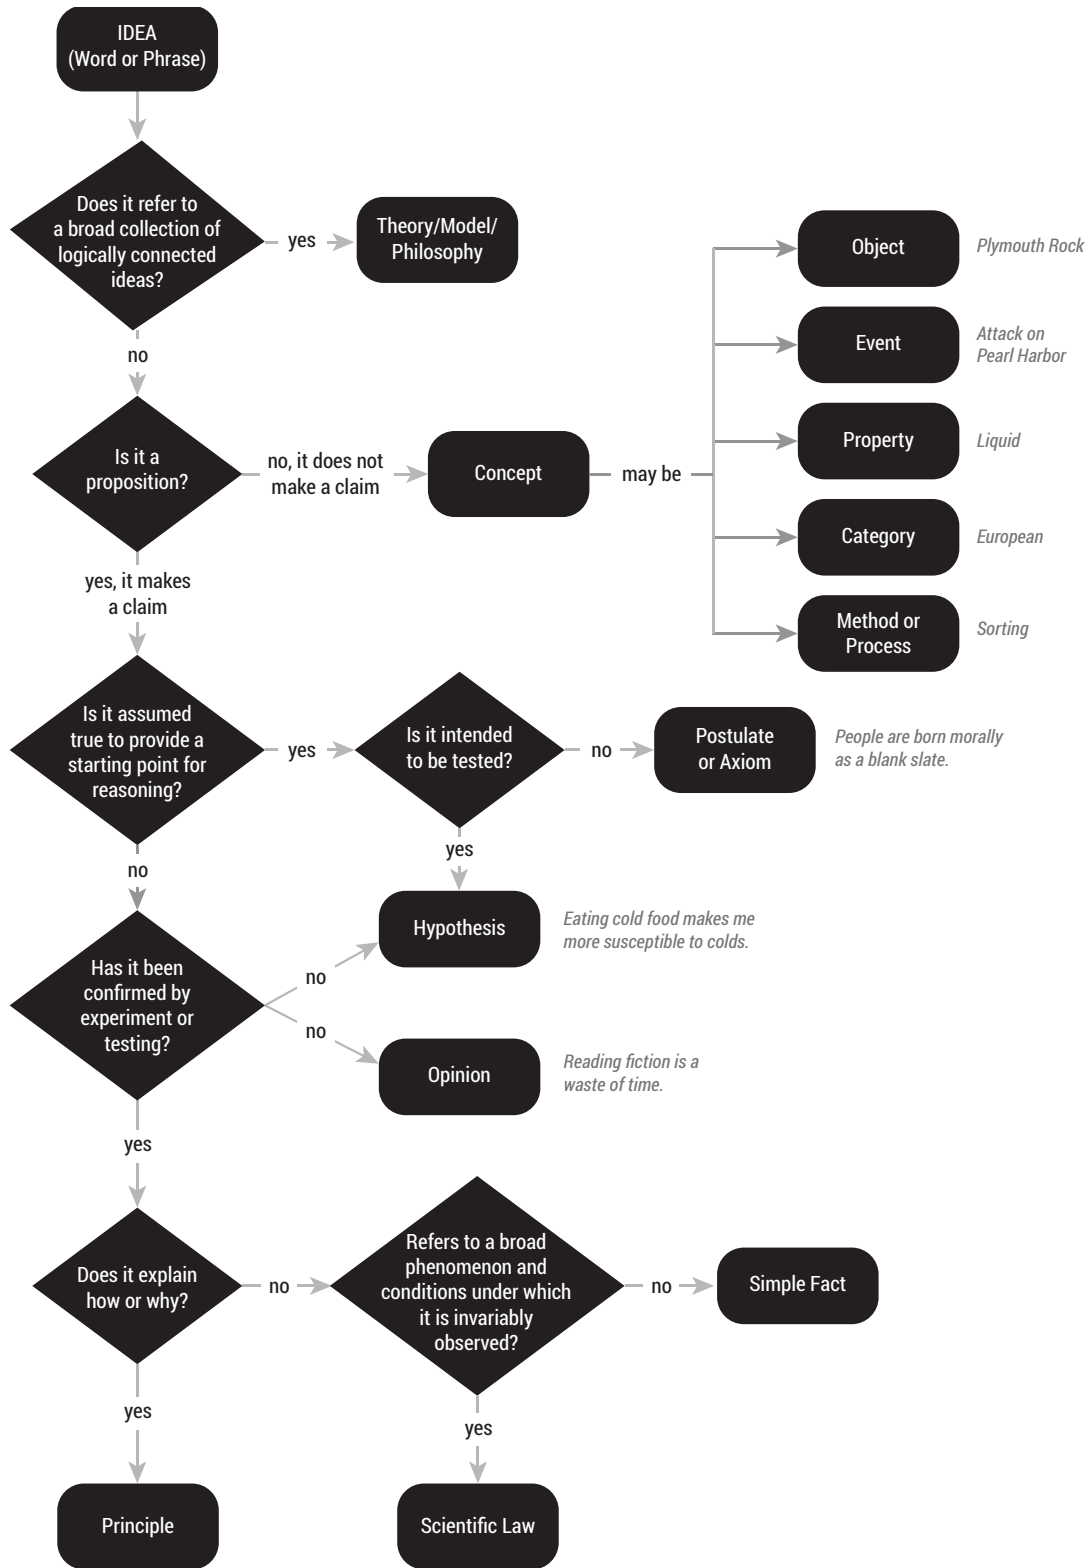 IDEA
(Word or Phrase)
Does it refer to
a broad collection of
logically connected
ideas?
yes
Theory/Model/
Philosophy
no
Is it a
proposition?
no, it does not
make a claim
Concept
may be
Object
Plymouth Rock
Event
Attack on
Pearl Harbor
Property
Liquid
Category
European
Method or
Process
Sorting
yes, it makes
a claim
Is it assumed
true to provide a
starting point for
reasoning?
yes
Is it intended
to be tested?
no
Postulate
or Axiom
People are born morally
as a blank slate.
yes
no
Hypothesis
Eating cold food makes me
more susceptible to colds.
Has it been
confirmed by
experiment or
testing?
no
no
Opinion
Reading fiction is a
waste of time.
yes
Does it explain
how or why?
no
Refers to a broad
phenomenon and
conditions under which
it is invariably
observed?
no
Simple Fact
yes
yes
Principle
Scientific Law